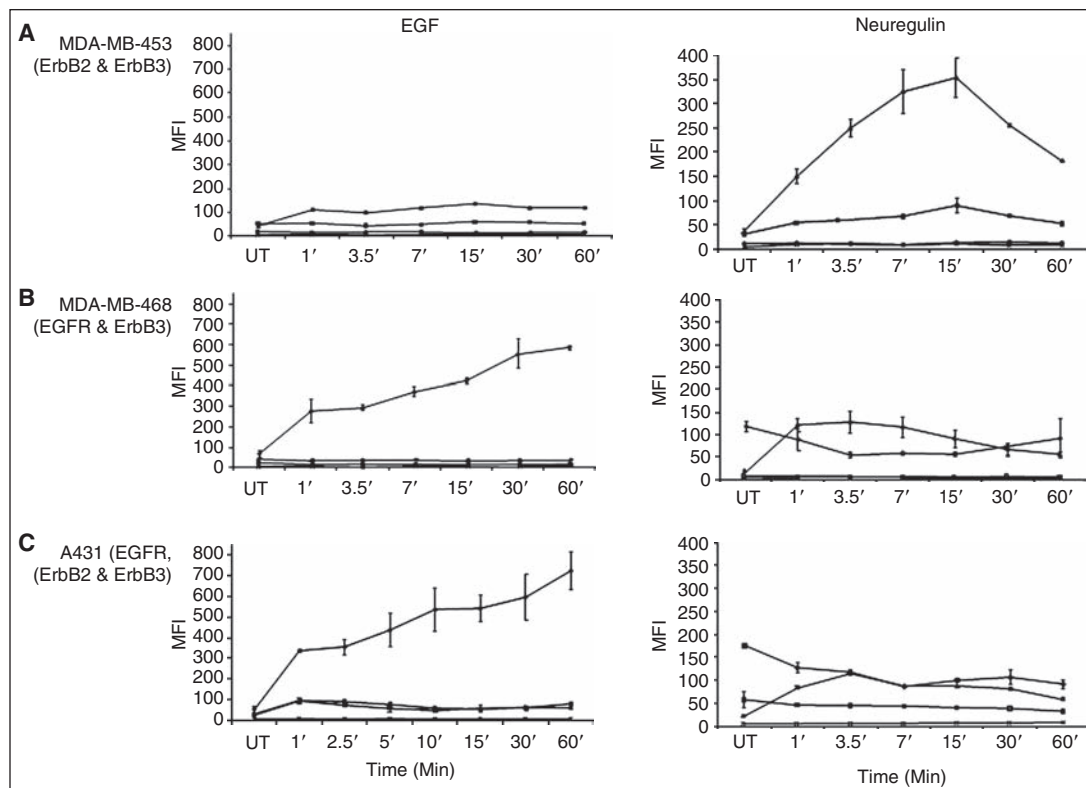 A
MDA-MB-453
(ErbB2 & ErbB3)
EGF
MFI
800
700
600
500
400
300
200
100
0
UT 1′ 3.5′ 7′ 15′ 30′ 60′
Neuregulin
MFI
400
350
300
250
200
150
100
50
0
UT 1′ 3.5′ 7′ 15′ 30′ 60′
B
MDA-MB-468
(EGFR & ErbB3)
MFI
800
700
600
500
400
300
200
100
0
UT 1′ 3.5′ 7′ 15′ 30′ 60′
MFI
400
350
300
250
200
150
100
50
0
UT 1′ 3.5′ 7′ 15′ 30′ 60′
C
A431 (EGFR,
(ErbB2 & ErbB3)
MFI
800
700
600
500
400
300
200
100
0
UT 1′ 2.5′ 5′ 10′ 15′ 30′ 60′
Time (Min)
MFI
400
350
300
250
200
150
100
50
0
UT 1′ 3.5′ 7′ 15′ 30′ 60′
Time (Min)